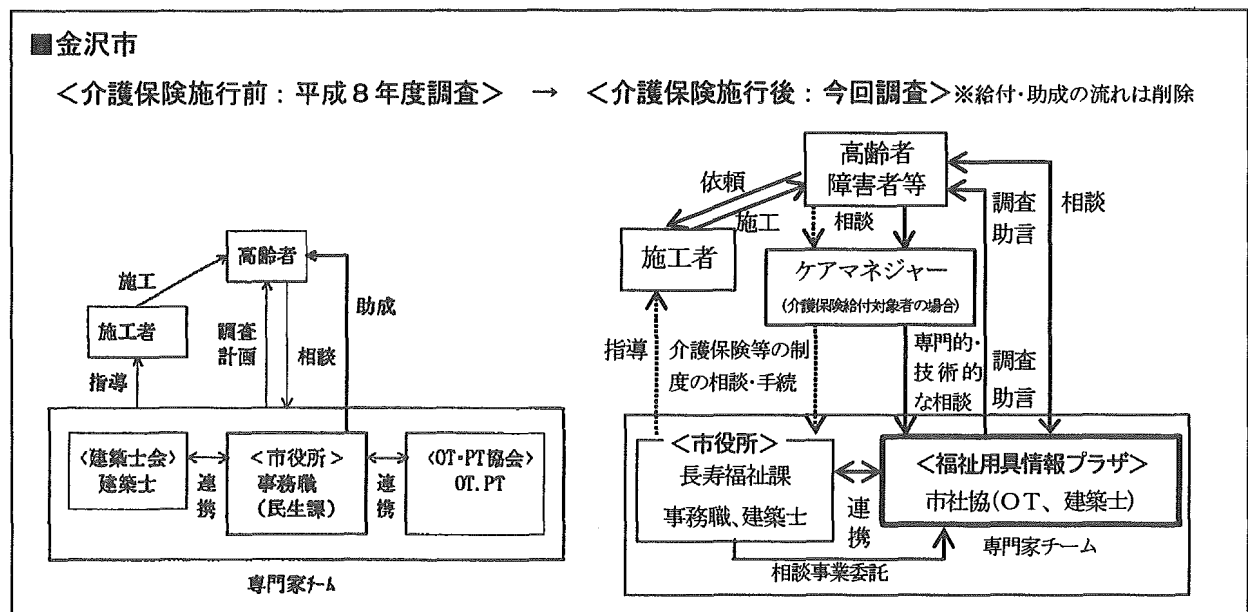 ■金沢市
＜介護保険施行前：平成８年度調査＞ → ＜介護保険施行後：今回調査＞※給付・助成の流れは削除
高齢者
施工
助成
施工者
調査
計画
相談
指導
＜建築士会＞
建築士
連携
＜市役所＞
事務職
（民生課）
連携
＜OT・PT協会＞
OT．PT
専門家チーム
高齢者
障害者等
依頼
施工
相談
調査
助言
相談
施工者
ケアマネジャー
（介護保険給付対象者の場合）
指導
介護保険等の制
度の相談・手続
専門的・
技術的
な相談
調査
助言
＜市役所＞
長寿福祉課
事務職、建築士
連携
＜福祉用具情報プラザ＞
市社協（ＯＴ、建築士）
専門家チーム
相談事業委託